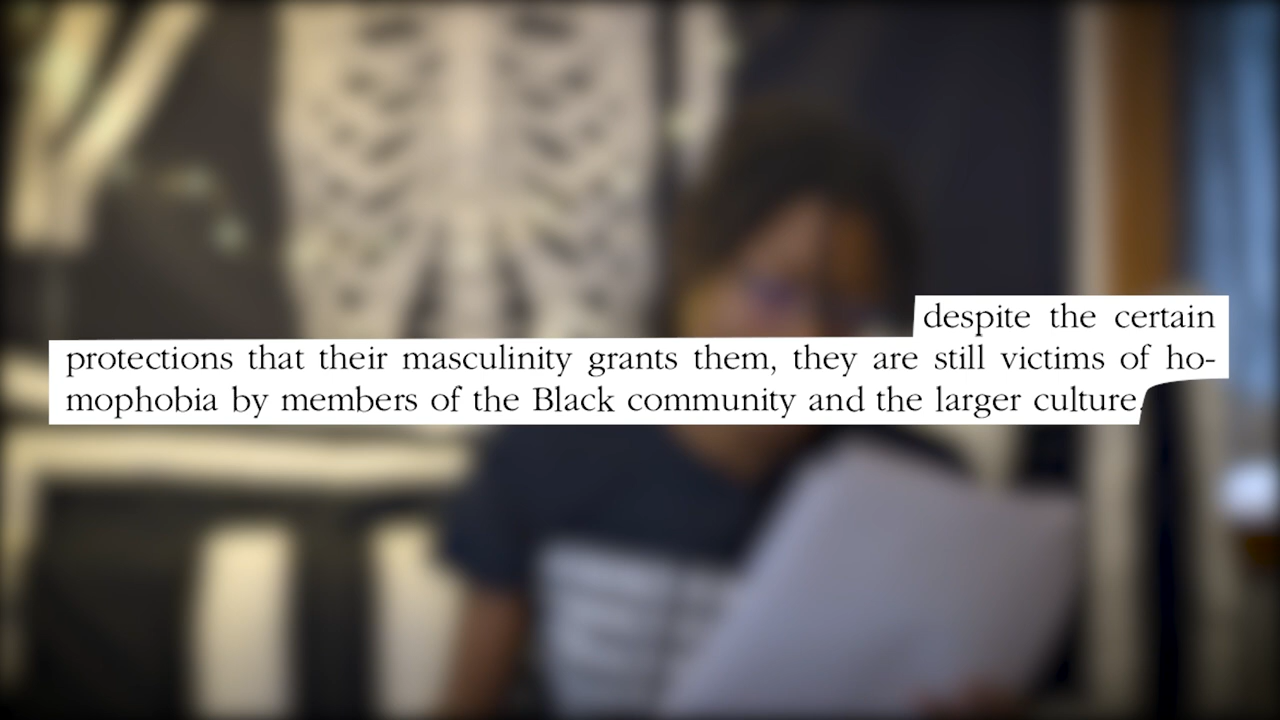 despite the certain
protections that their masculinity grants them, they are still victims of ho-
mophobia by members of the Black community and the larger culture.